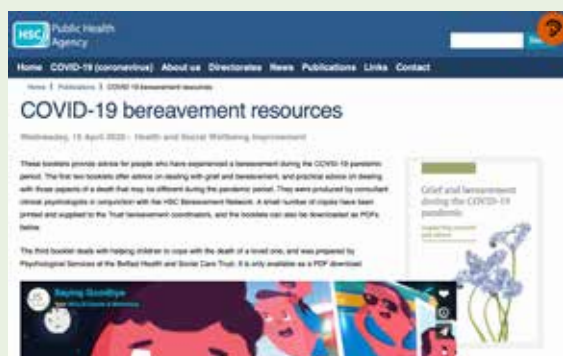 HSC Public Health
Agency
Home COVID-19 (coronavirus) About us Directorates News Publications Links Contact
Home | Publications | COVID-19 bereavement resources
COVID-19 bereavement resources
Wednesday, 15 April 2020 - Health and Social Wellbeing Improvement
These booklets provide advice for people who have experienced a bereavement during the COVID-19 pandemic
period. The first two booklets offer advice on dealing with grief and bereavement, and practical advice on dealing
with those aspects of a death that may be different during the pandemic period. They were produced by consultant
clinical psychologists in conjunction with the HSC Bereavement Network. A small number of copies have been
printed and supplied to the Trust bereavement coordinators, and the booklets can also be downloaded as PDFs
below.
The third booklet deals with helping children to cope with the death of a loved one, and was prepared by
Psychological Services of the Belfast Health and Social Care Trust. It is only available as a PDF download.
Grief and bereavement
during the COVID-19
pandemic
JS
Saying Goodbye